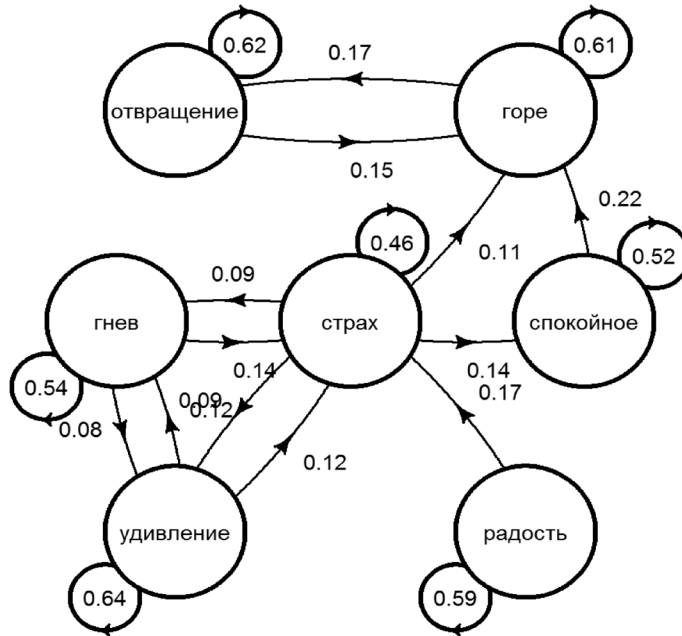 0.62
0.17
0.61
отвращение
горе
0.15
0.22
0.46
0.11
0.52
0.09
гнев
страх
спокойное
0.54
0.14
0.14
0.17
0.09
0.12
0.08
0.12
удивление
радость
0.64
0.59